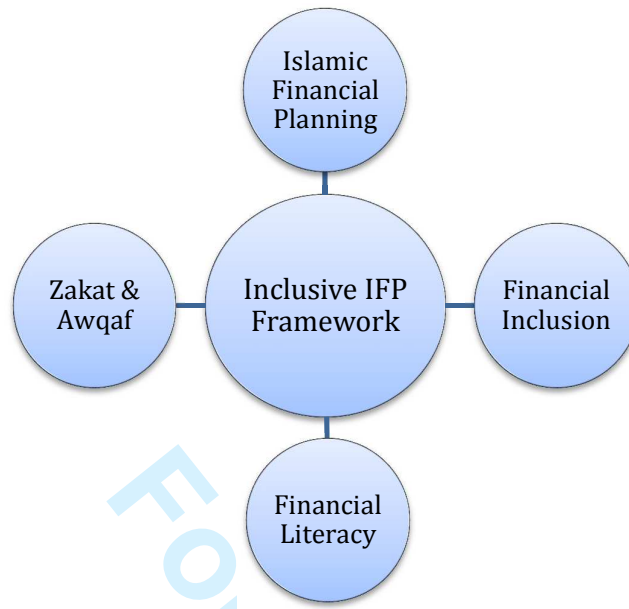 Islamic
Financial
Planning
Zakat &
Awqaf
Inclusive IFP
Framework
Financial
Inclusion
Financial
Literacy